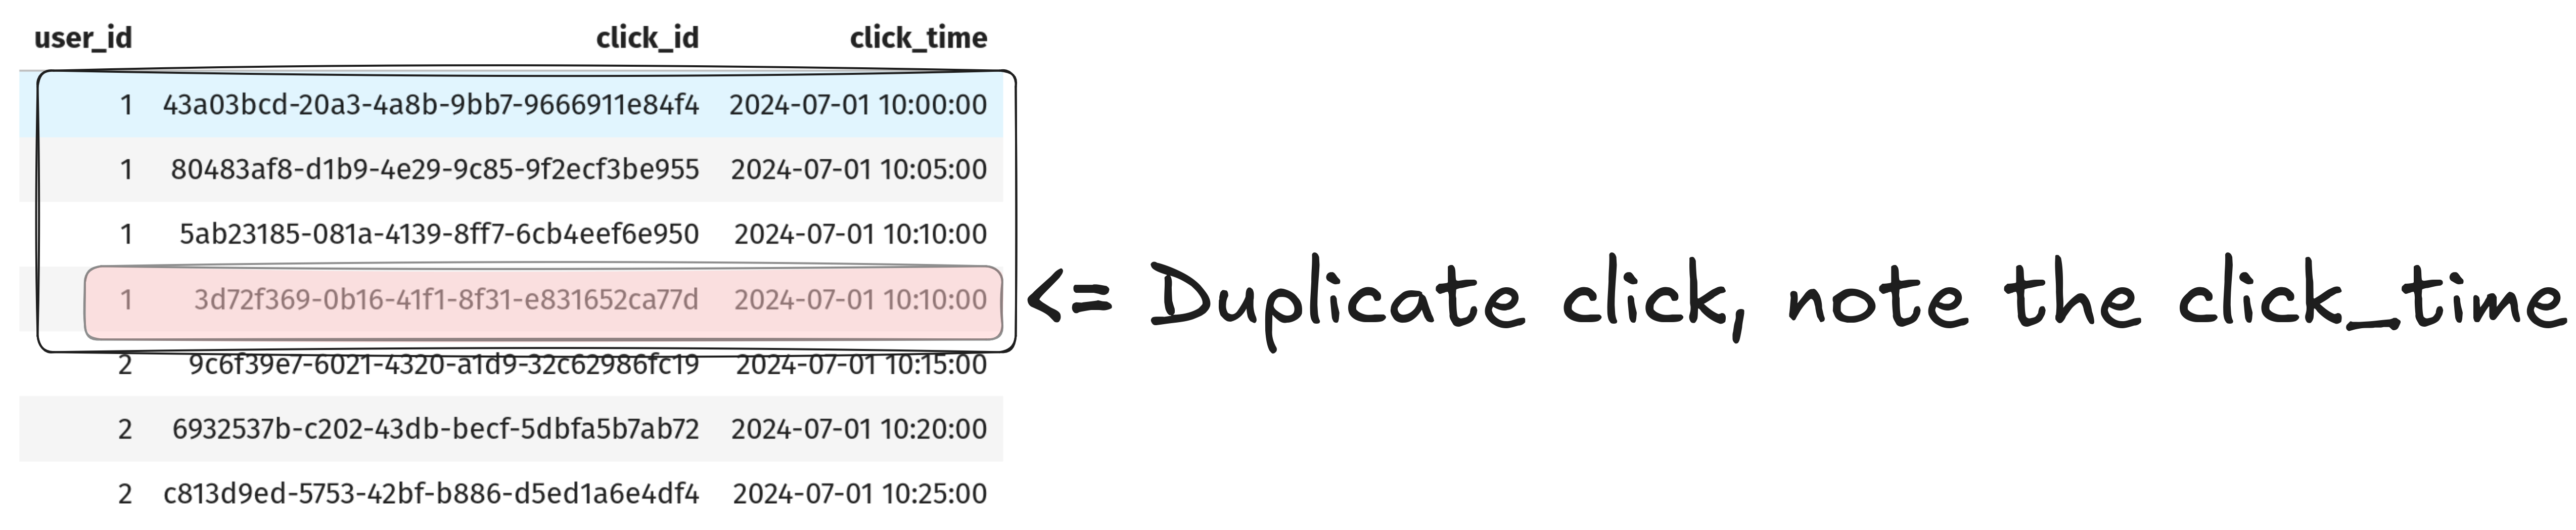 user_id click_id click_time
1 43a03bcd-20a3-4a8b-9bb7-9666911e84f4 2024-07-01 10:00:00
1 80483af8-d1b9-4e29-9c85-9f2ecf3be955 2024-07-01 10:05:00
1 5ab23185-081a-4139-8ff7-6cb4eef6e950 2024-07-01 10:10:00
1 3d72f369-0b16-41f1-8f31-e831652ca77d 2024-07-01 10:10:00 <= Duplicate click, note the click_time
2 9c6f39e7-6021-4320-a1d9-32c62986fc19 2024-07-01 10:15:00
2 6932537b-c202-43db-becf-5dbfa5b7ab72 2024-07-01 10:20:00
2 c813d9ed-5753-42bf-b886-d5ed1a6e4df4 2024-07-01 10:25:00